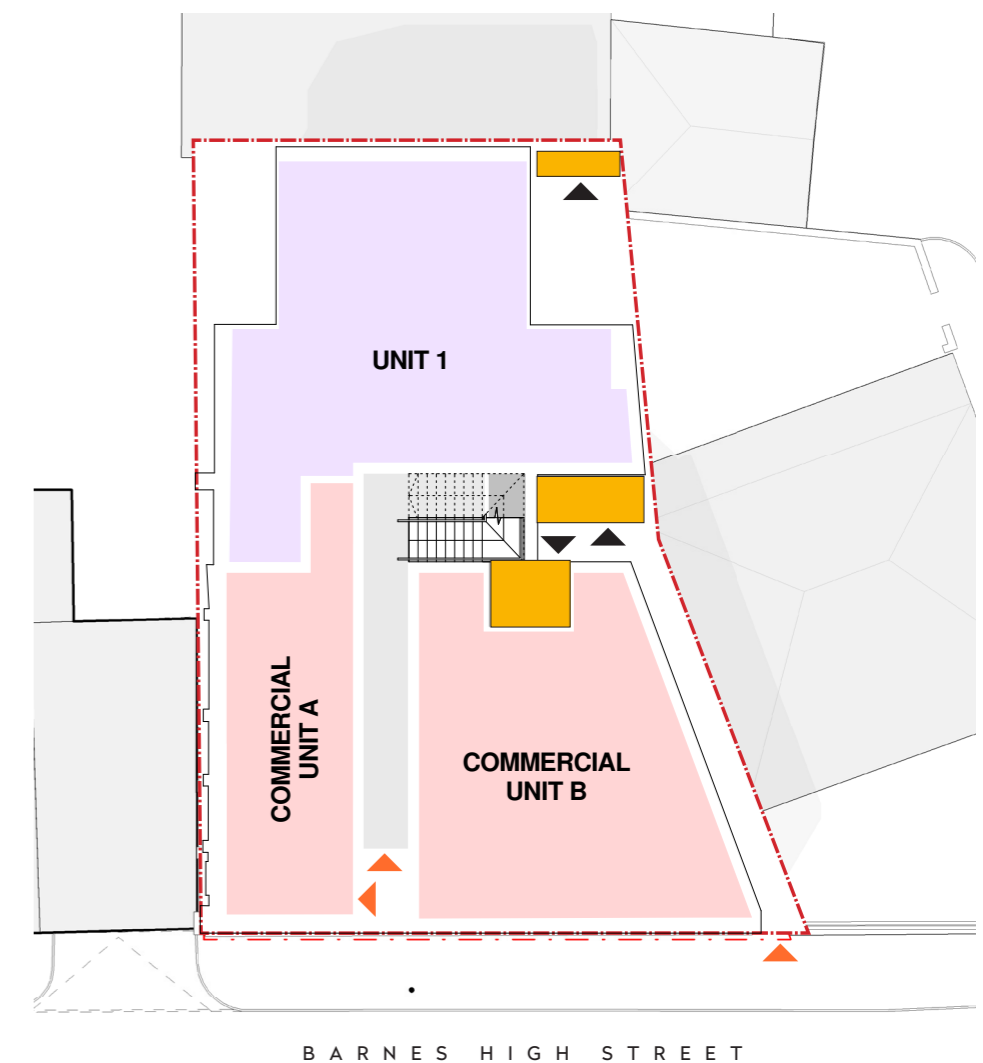 UNIT 1
COMMERCIAL
UNIT A
COMMERCIAL
UNIT B
BARNES HIGH STREET